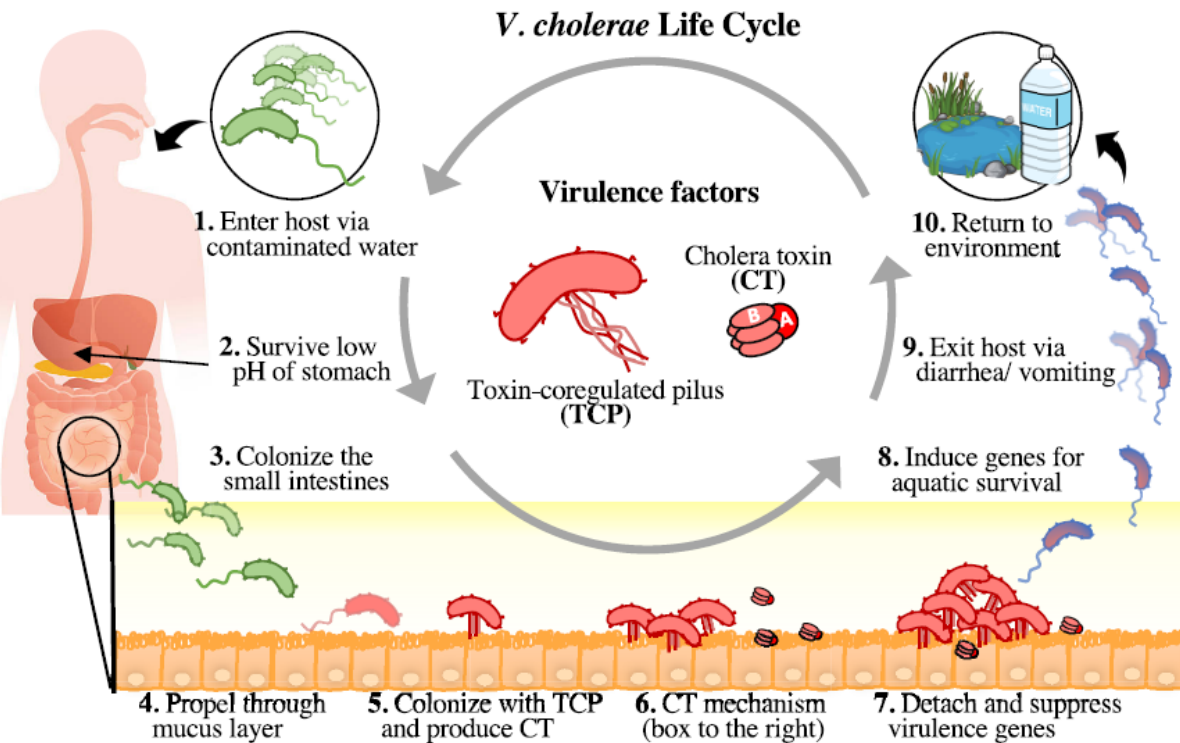 V. cholerae Life Cycle
WATER
Virulence factors
1. Enter host via
contaminated water
10. Return to
environment
Cholera toxin
(CT)
B
A
2. Survive low
pH of stomach
9. Exit host via
diarrhea/ vomiting
Toxin-coregulated pilus
(TCP)
3. Colonize the
small intestines
8. Induce genes for
aquatic survival
4. Propel through
mucus layer
5. Colonize with TCP
and produce CT
6. CT mechanism
(box to the right)
7. Detach and suppress
virulence genes